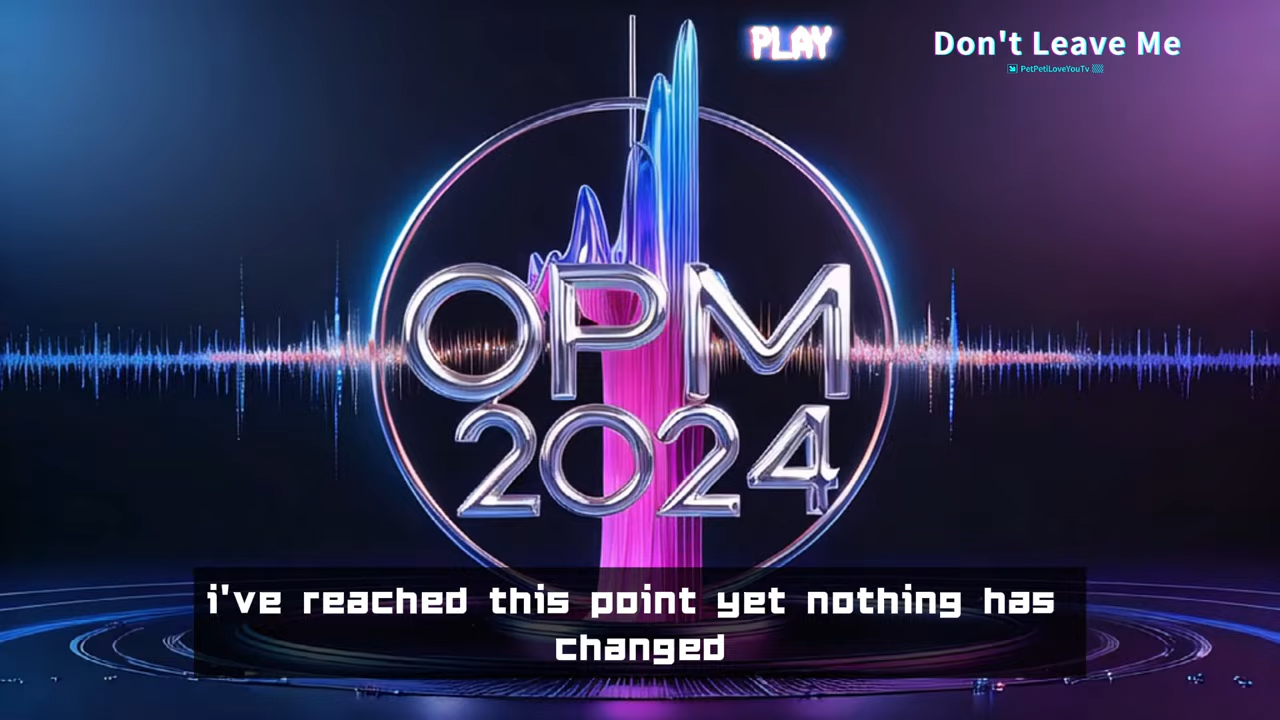 PLAY
Don't Leave Me
PetPetiLoveYouTv
OPM
2024
i've reached this point yet nothing has
changed